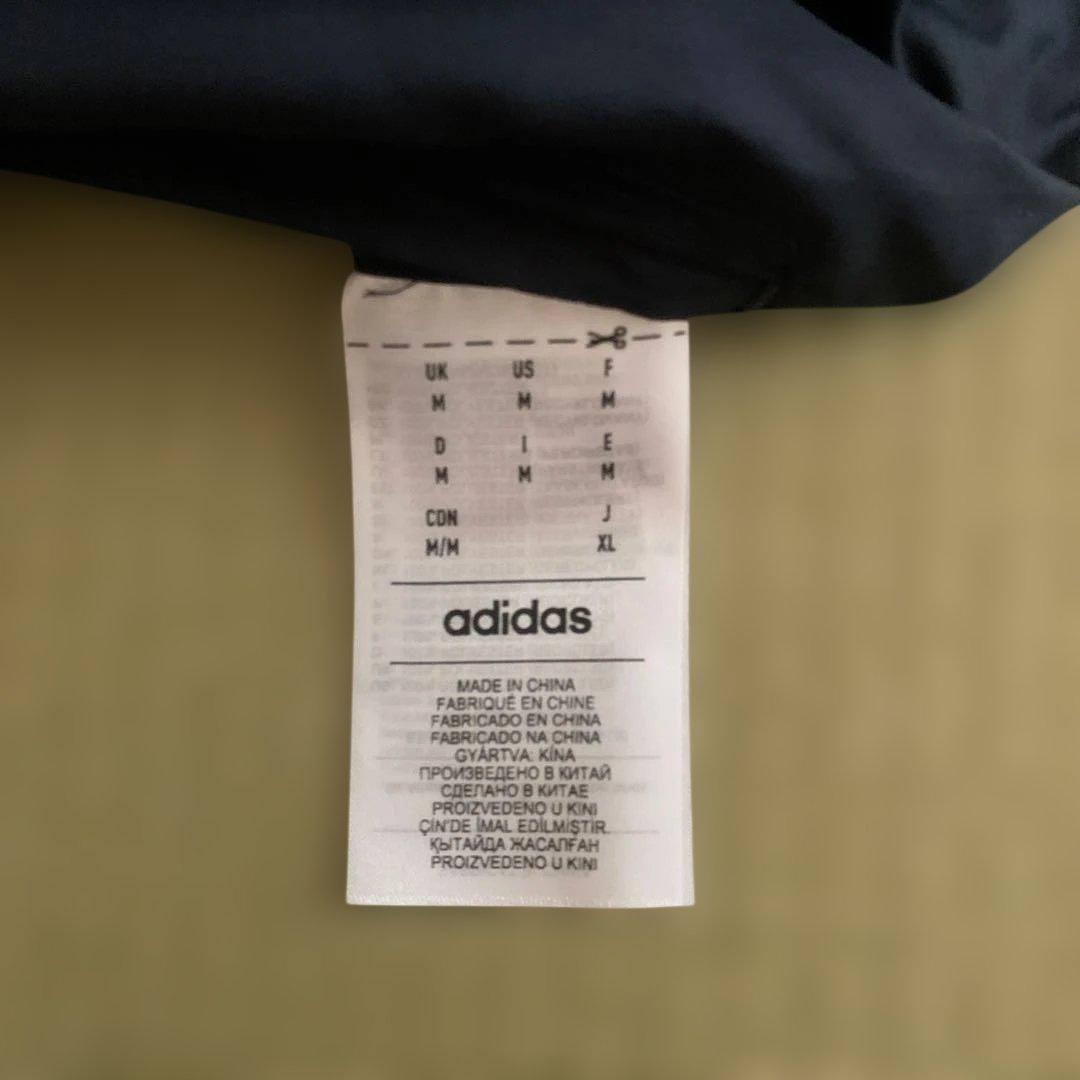 UK US F
M M M
D I E
M M M
CDN J
M/M XL
adidas
MADE IN CHINA
FABRIQUÉ EN CHINE
FABRICADO EN CHINA
FABRICADO NA CHINA
GYÁRTVA: KÍNA
ПРОИЗВЕДЕНО В КИТАЙ
СДЕЛАНО В КИТАЕ
PROIZVEDENO U KINI
ÇİN'DE İMAL EDİLMİŞTİR.
ҚЫТАЙДА ЖАСАЛҒАН
PROIZVEDENO U KINI